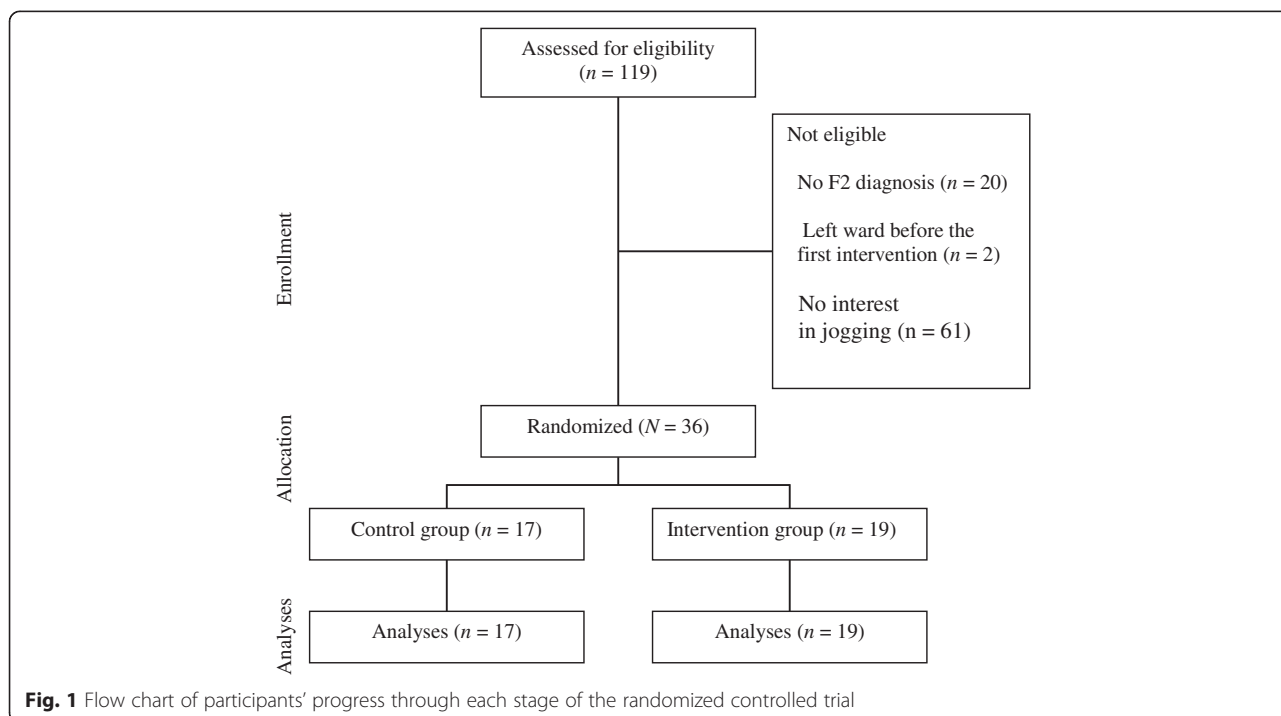 Assessed for eligibility
(n = 119)
Not eligible
No F2 diagnosis (n = 20)
Left ward before the
first intervention (n = 2)
No interest
in jogging (n = 61)
Enrollment
Randomized (N = 36)
Allocation
Control group (n = 17)
Intervention group (n = 19)
Analyses
Analyses (n = 17)
Analyses (n = 19)
Fig. 1 Flow chart of participants’ progress through each stage of the randomized controlled trial